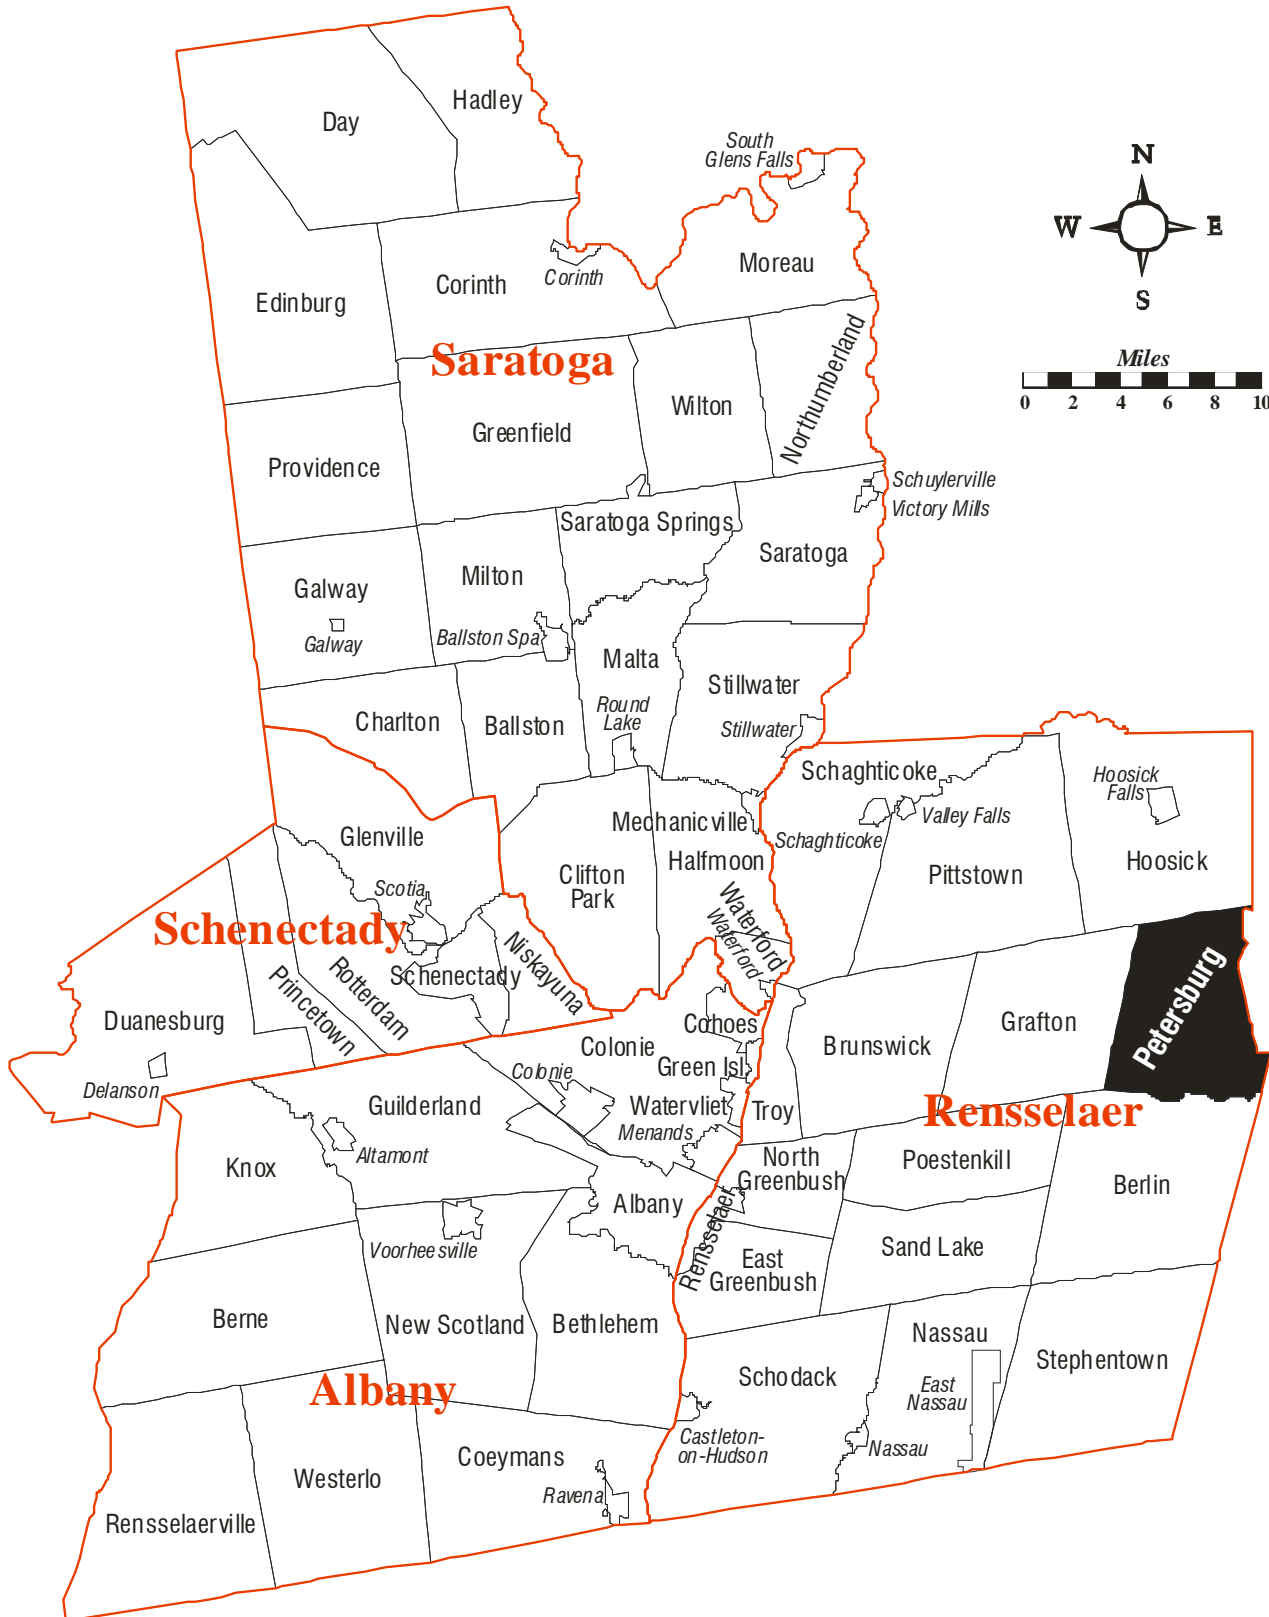 Hadley
Day
South
Glens Falls
N
W
E
S
Moreau
Corinth
Corinth
Edinburg
Miles
0 2 4 6 8 10
Saratoga
Northumberland
Wilton
Greenfield
Providence
Schuylerville
Victory Mills
Saratoga Springs
Saratoga
Milton
Galway
Galway
Ballston Spa
Malta
Stillwater
Round
Lake
Charlton
Ballston
Stillwater
Schaghticoke
Hoosick
Falls
Valley Falls
Mechanicville
Glenville
Schaghticoke
Halfmoon
Hoosick
Clifton
Park
Pittstown
Scotia
Waterford
Waterford
Schenectady
Niskayuna
Schenectady
Rotterdam
Princetown
Petersburg
Duanesburg
Cohoes
Grafton
Colonie
Brunswick
Green Isl.
Colonie
Delanson
Guilderland
Watervliet
Troy
Rensselaer
Menands
Altamont
Knox
North
Greenbush
Poestenkill
Berlin
Albany
Rensselaer
Voorheesville
Sand Lake
East
Greenbush
Berne
New Scotland
Bethlehem
Nassau
Stephentown
Schodack
Albany
East
Nassau
Castleton-
on-Hudson
Nassau
Coeymans
Westerlo
Ravena
Rensselaerville